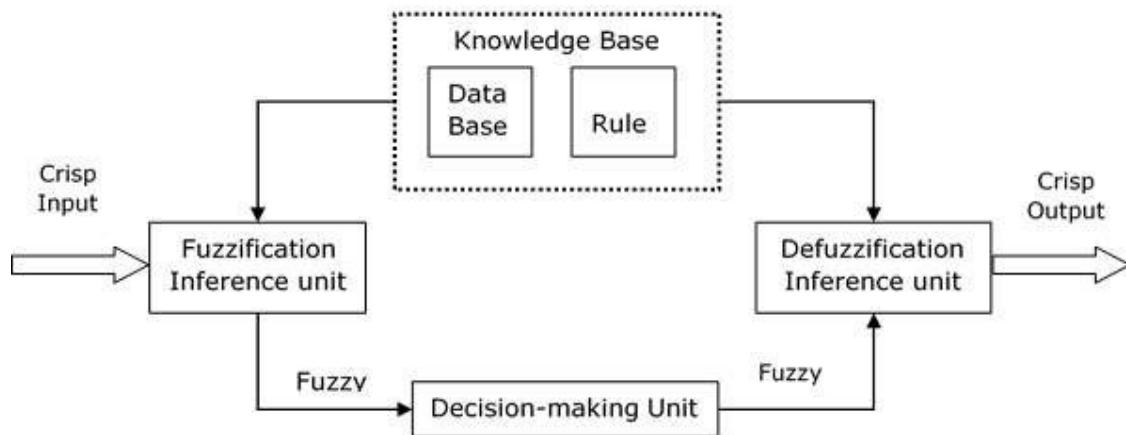 Knowledge Base
Data
Base
Rule
Crisp
Input
Crisp
Output
Fuzzification
Inference unit
Defuzzification
Inference unit
Fuzzy
Fuzzy
Decision-making Unit